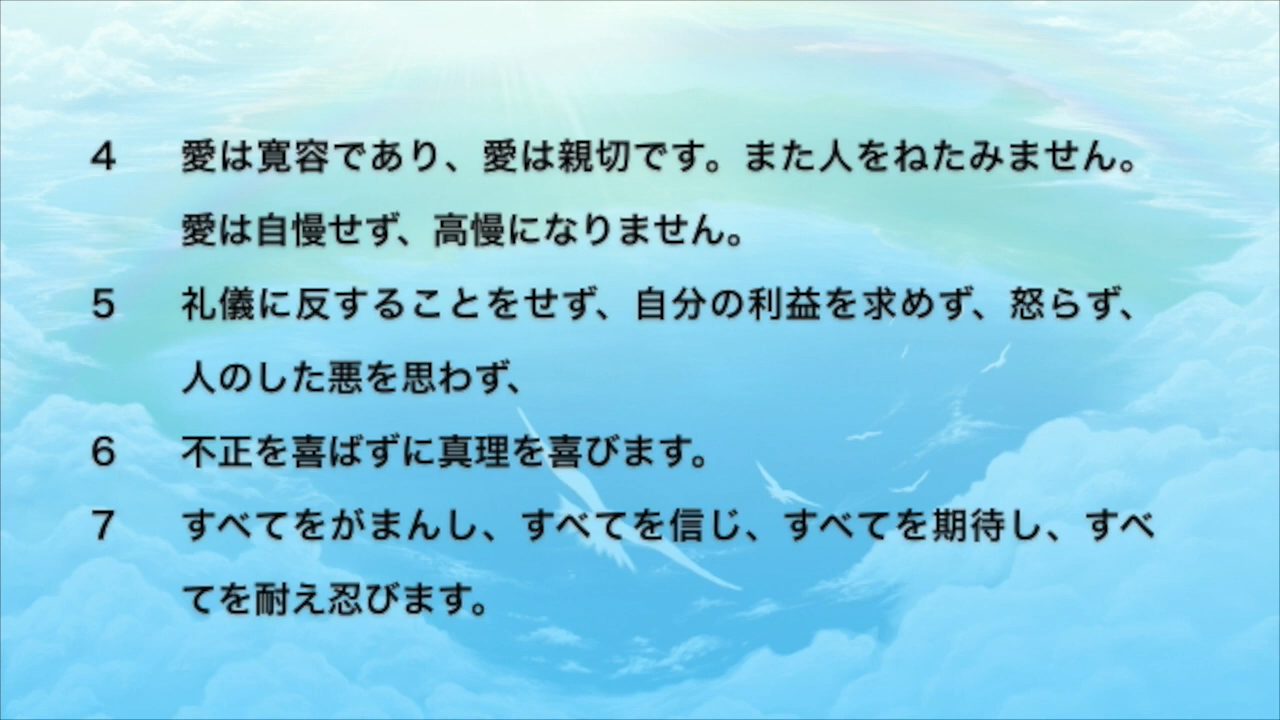 4 愛は寛容であり、愛は親切です。また人をねたみません。
愛は自慢せず、高慢になりません。
5 礼儀に反することをせず、自分の利益を求めず、怒らず、
人のした悪を思わず、
6 不正を喜ばずに真理を喜びます。
7 すべてをがまんし、すべてを信じ、すべてを期待し、すべ
てを耐え忍びます。